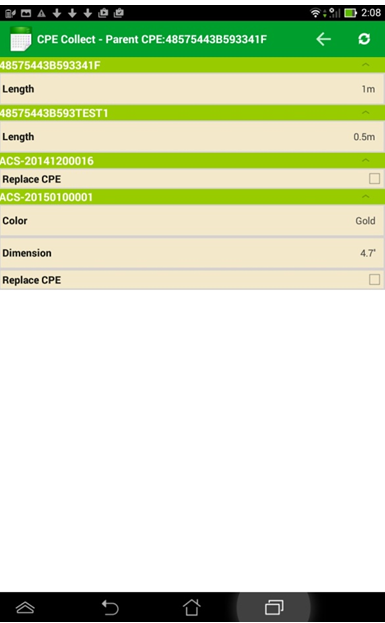 2:08
CPE Collect - Parent CPE:48575443B593341F
48575443B593341F
Length 1m
48575443B593TEST1
Length 0.5m
ACS-20141200016
Replace CPE
ACS-20150100001
Color Gold
Dimension 4.7"
Replace CPE